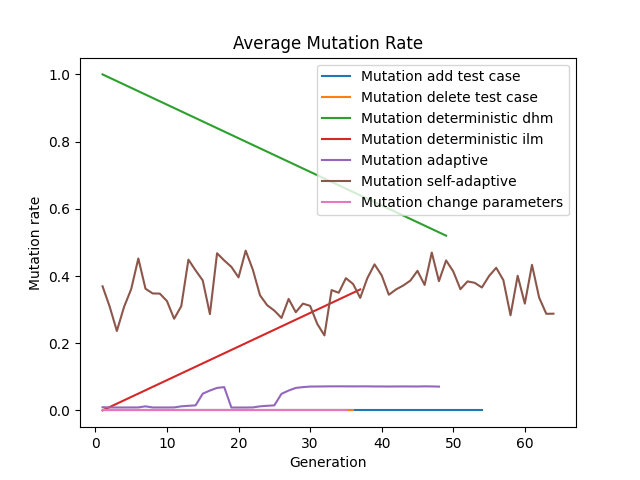 Average Mutation Rate
Mutation add test case
Mutation delete test case
Mutation deterministic dhm
Mutation deterministic ilm
Mutation adaptive
Mutation self-adaptive
Mutation change parameters
1.0
0.8
0.6
0.4
0.2
0.0
Mutation rate
0 10 20 30 40 50 60
Generation